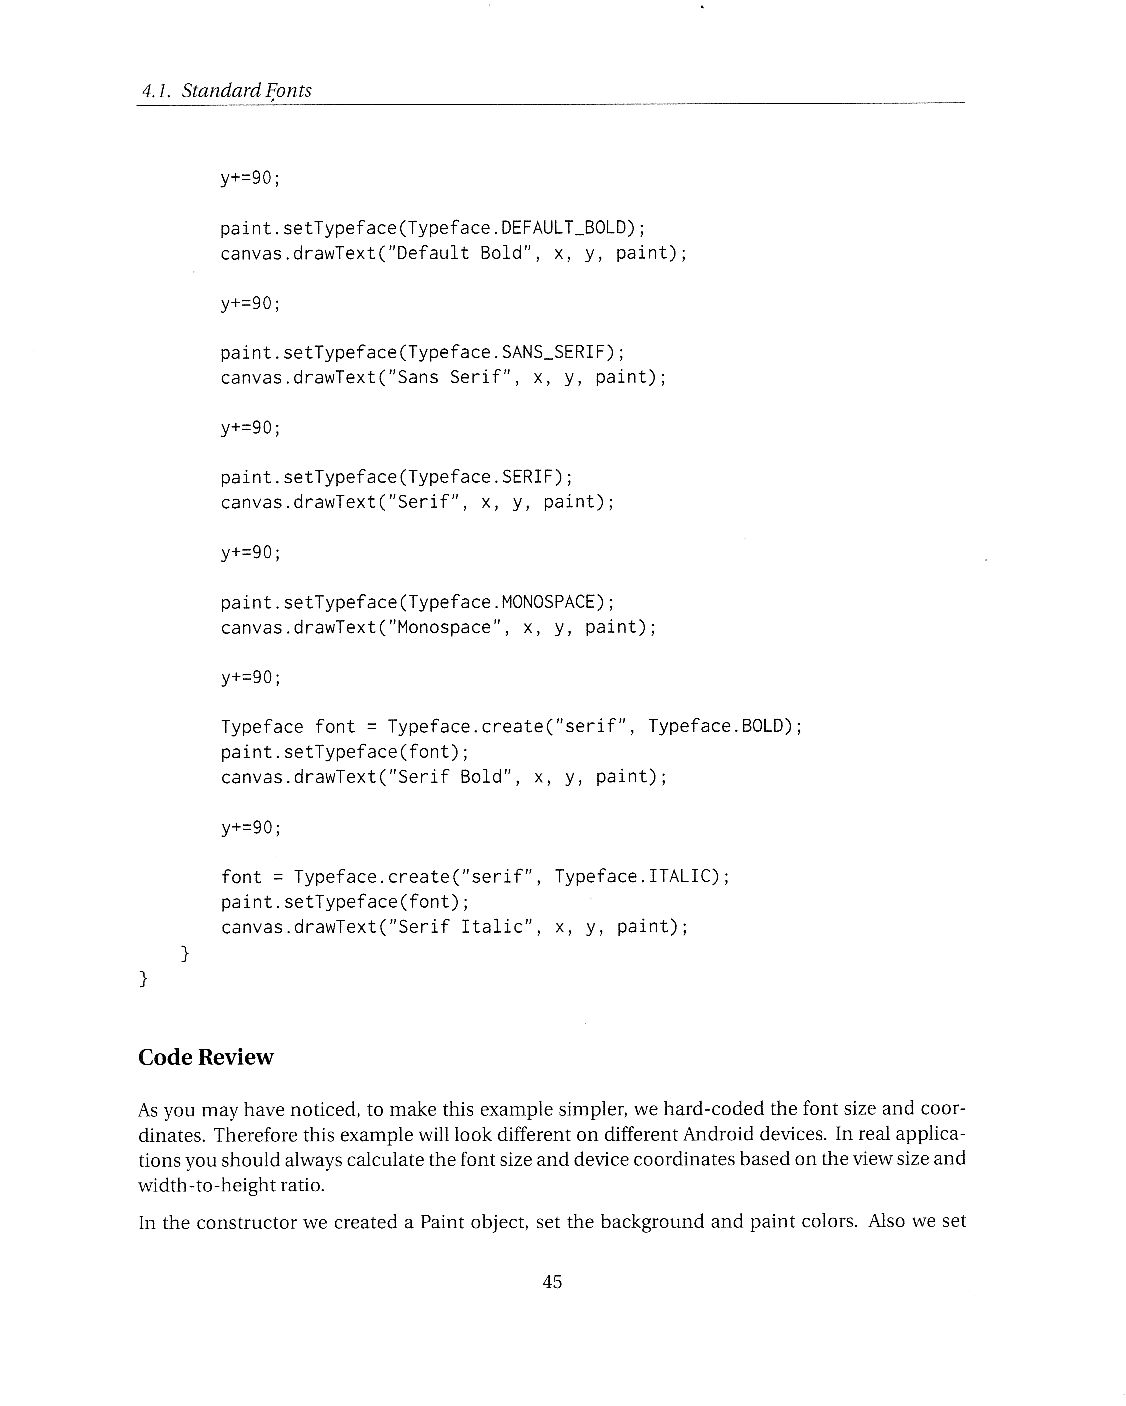 4.1. Standard Fonts
y+=90;
paint.setTypeface(Typeface.DEFAULT_BOLD);
canvas.drawText("Default Bold", x, y, paint);
y+=90;
paint.setTypeface(Typeface.SANS_SERIF);
canvas.drawText("Sans Serif", x, y, paint);
y+=90;
paint.setTypeface(Typeface.SERIF);
canvas.drawText("Serif", x, y, paint);
y+=90;
paint.setTypeface(Typeface.MONOSPACE);
canvas.drawText("Monospace", x, y, paint);
y+=90;
Typeface font = Typeface.create("serif", Typeface.BOLD);
paint.setTypeface(font);
canvas.drawText("Serif Bold", x, y, paint);
y+=90;
font = Typeface.create("serif", Typeface.ITALIC);
paint.setTypeface(font);
canvas.drawText("Serif Italic", x, y, paint);
}
}
Code Review
As you may have noticed, to make this example simpler, we hard-coded the font size and coor-
dinates. Therefore this example will look different on different Android devices. In real applica-
tions you should always calculate the font size and device coordinates based on the view size and
width-to-height ratio.
In the constructor we created a Paint object, set the background and paint colors. Also we set
45